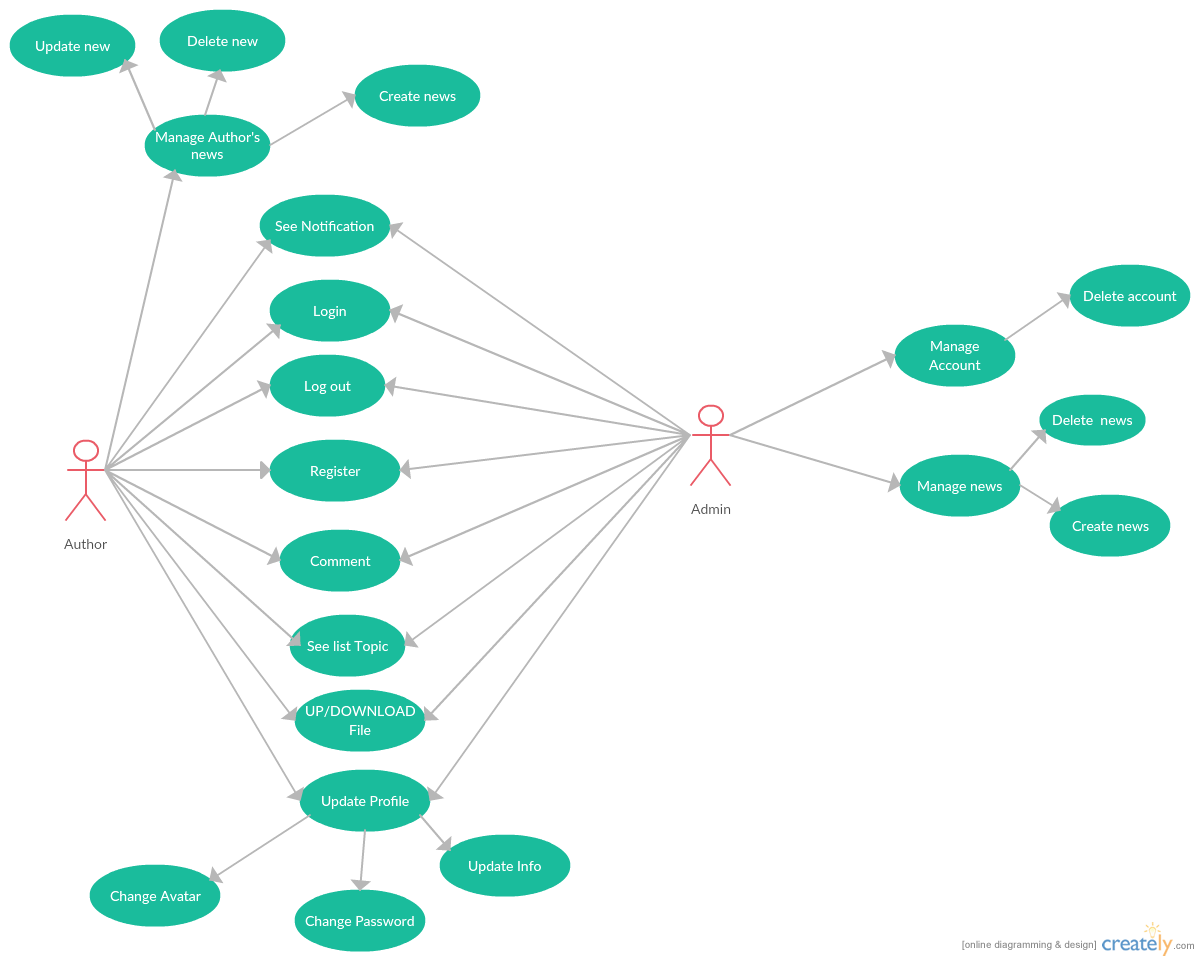 Update new
Delete new
Create news
Manage Author's
news
See Notification
Login
Log out
Register
Comment
See list Topic
UP/DOWNLOAD
File
Update Profile
Change Avatar
Change Password
Update Info
Author
Admin
Manage
Account
Delete account
Manage news
Delete  news
Create news
[online diagramming & design] creately.com